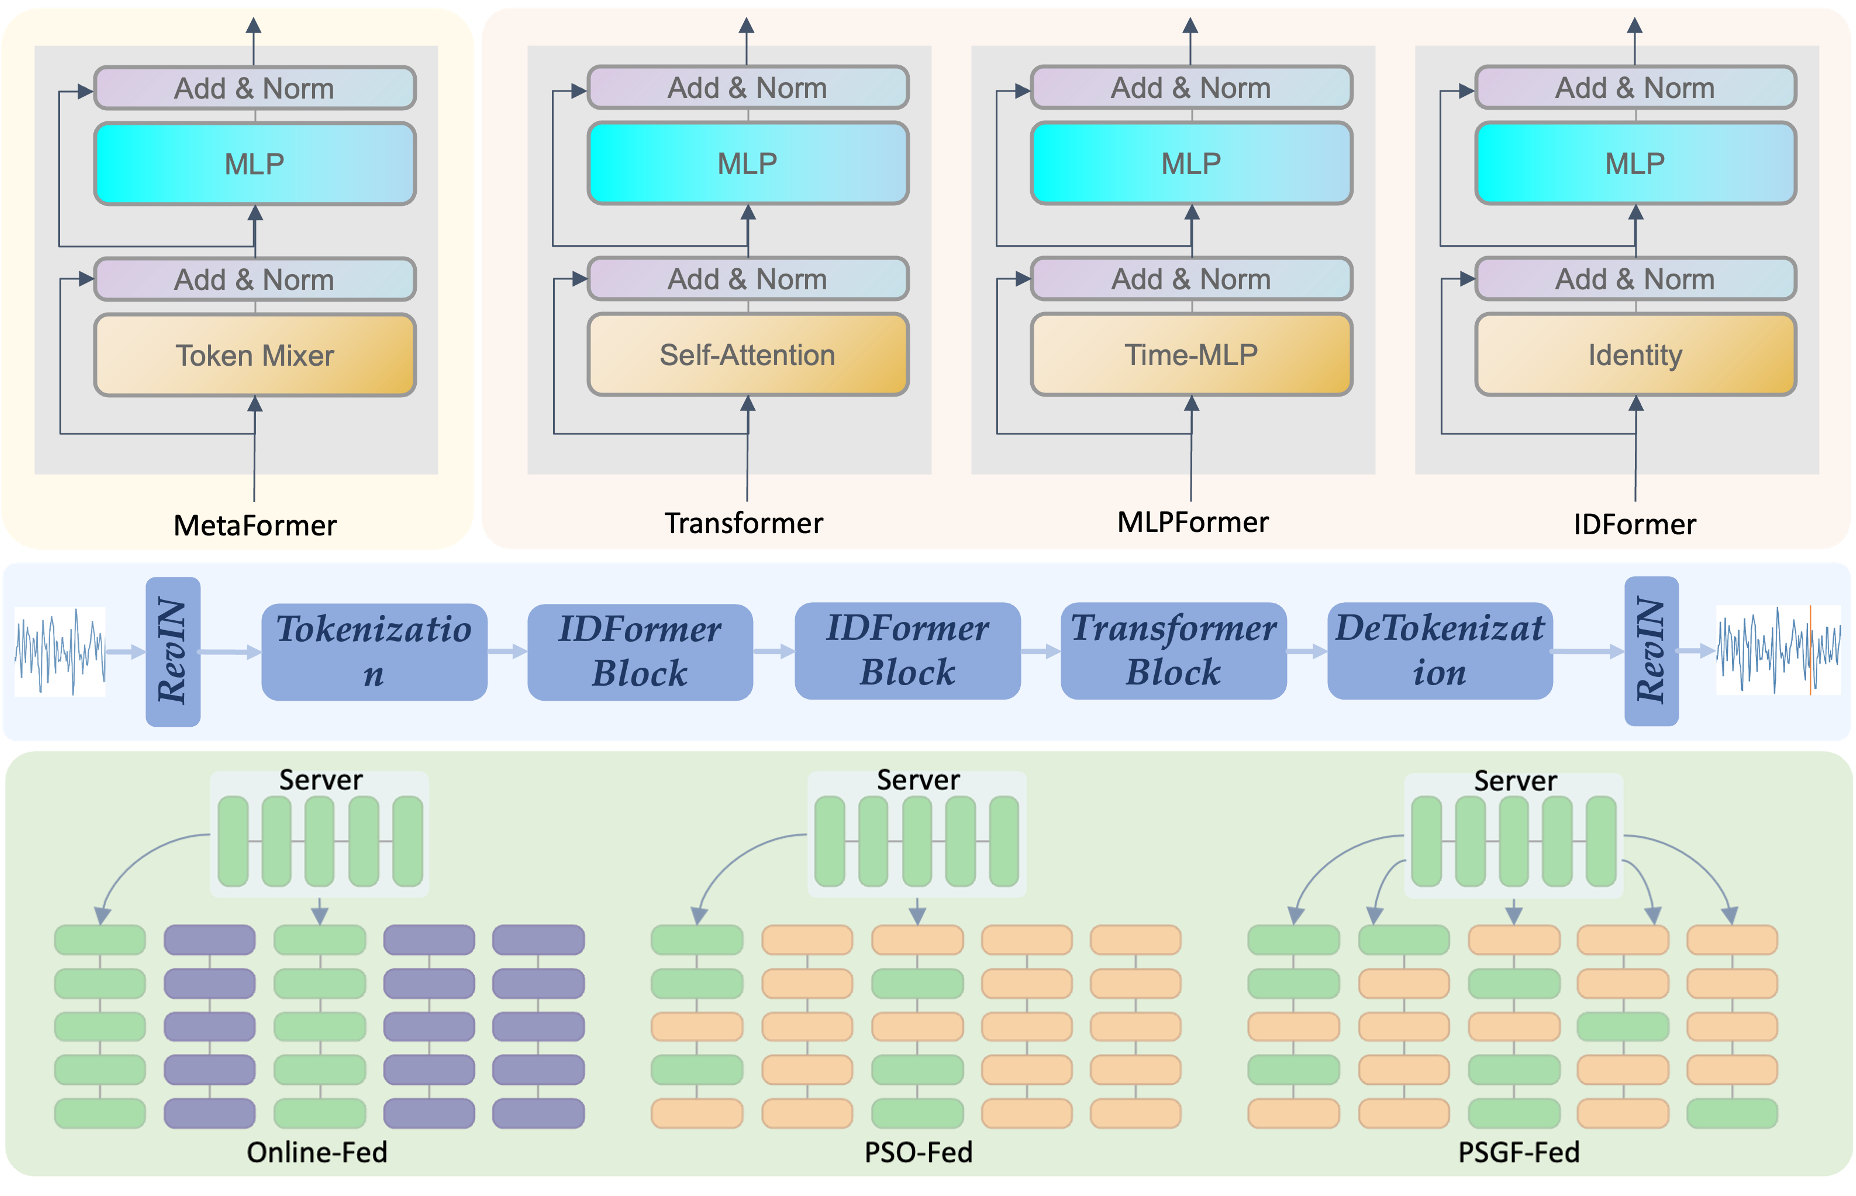 Add & Norm
MLP
Add & Norm
Token Mixer
MetaFormer
Add & Norm
MLP
Add & Norm
Self-Attention
Transformer
Add & Norm
MLP
Add & Norm
Time-MLP
MLPFormer
Add & Norm
MLP
Add & Norm
Identity
IDFormer
RevIN
Tokenizatio
n
IDFormer
Block
IDFormer
Block
Transformer
Block
DeTokenizat
ion
RevIN
Server
Online-Fed
Server
PSO-Fed
Server
PSGF-Fed